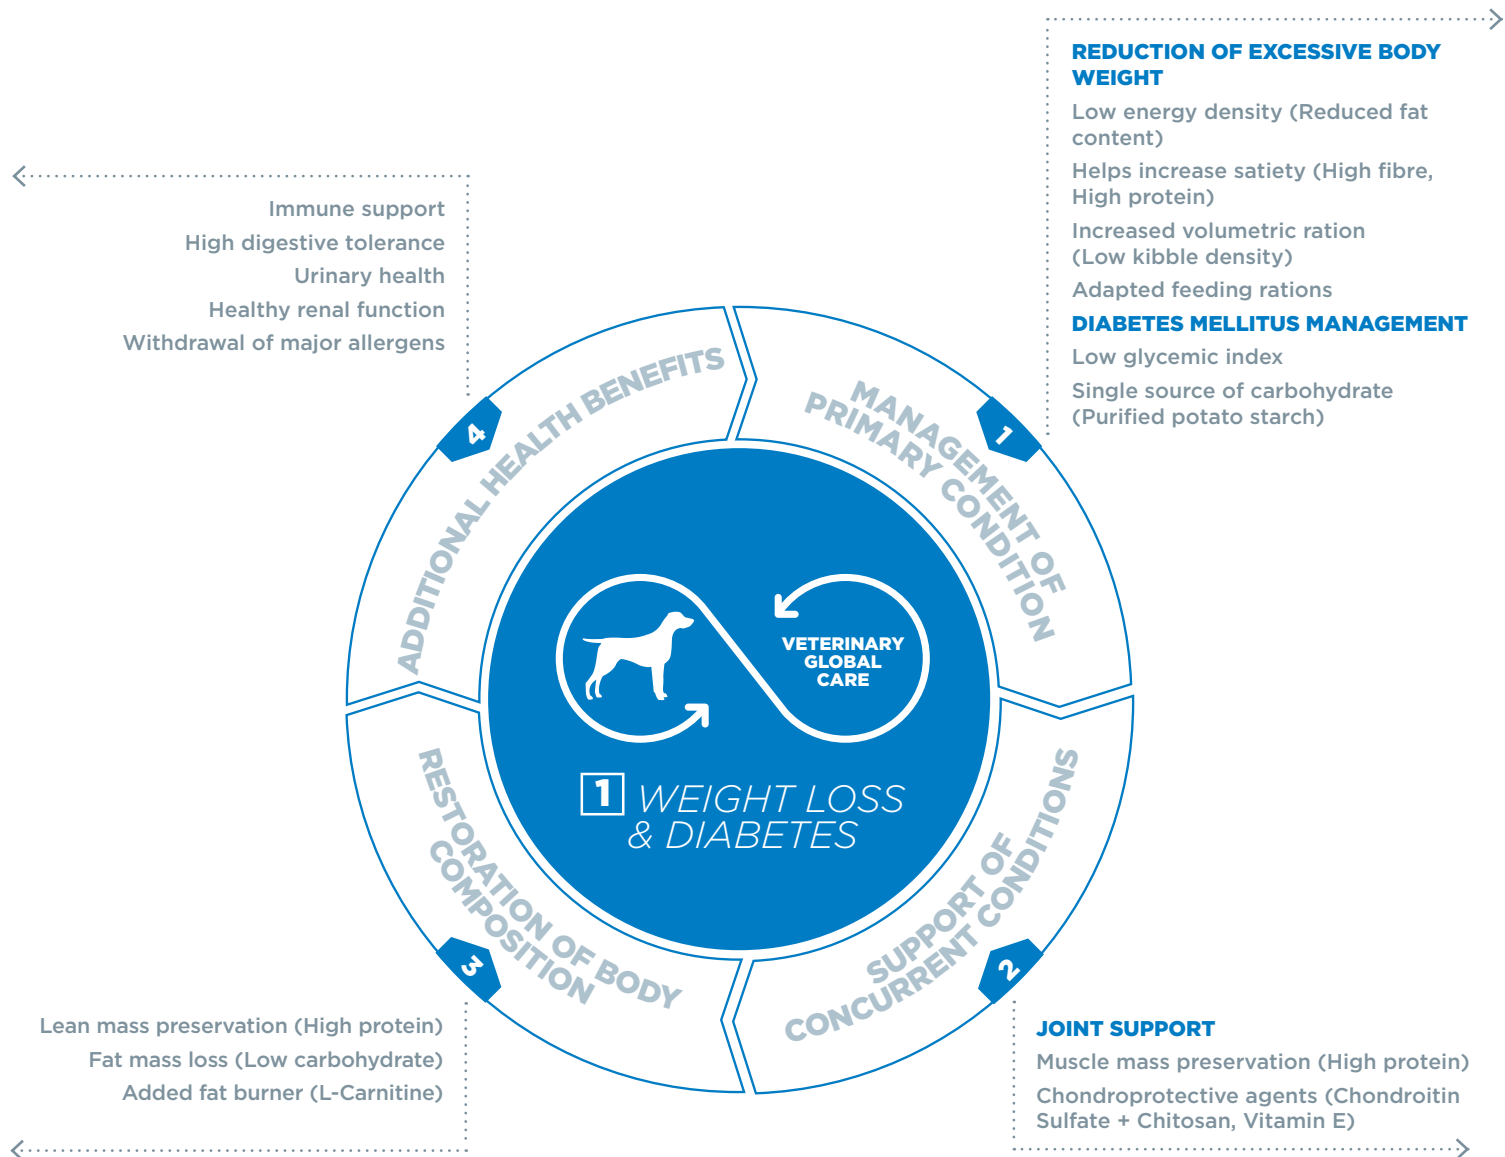 REDUCTION OF EXCESSIVE BODY
WEIGHT
Low energy density (Reduced fat
content)
Helps increase satiety (High fibre,
High protein)
Increased volumetric ration
(Low kibble density)
Adapted feeding rations
DIABETES MELLITUS MANAGEMENT
Low glycemic index
Single source of carbohydrate
(Purified potato starch)
Immune support
High digestive tolerance
Urinary health
Healthy renal function
Withdrawal of major allergens
4
ADDITIONAL HEALTH BENEFITS
1
MANAGEMENT OF
PRIMARY CONDITION
VETERINARY
GLOBAL
CARE
1 WEIGHT LOSS
& DIABETES
RESTORATION OF BODY
COMPOSITION
3
SUPPORT OF
CONCURRENT CONDITIONS
2
Lean mass preservation (High protein)
Fat mass loss (Low carbohydrate)
Added fat burner (L-Carnitine)
JOINT SUPPORT
Muscle mass preservation (High protein)
Chondroprotective agents (Chondroitin
Sulfate + Chitosan, Vitamin E)